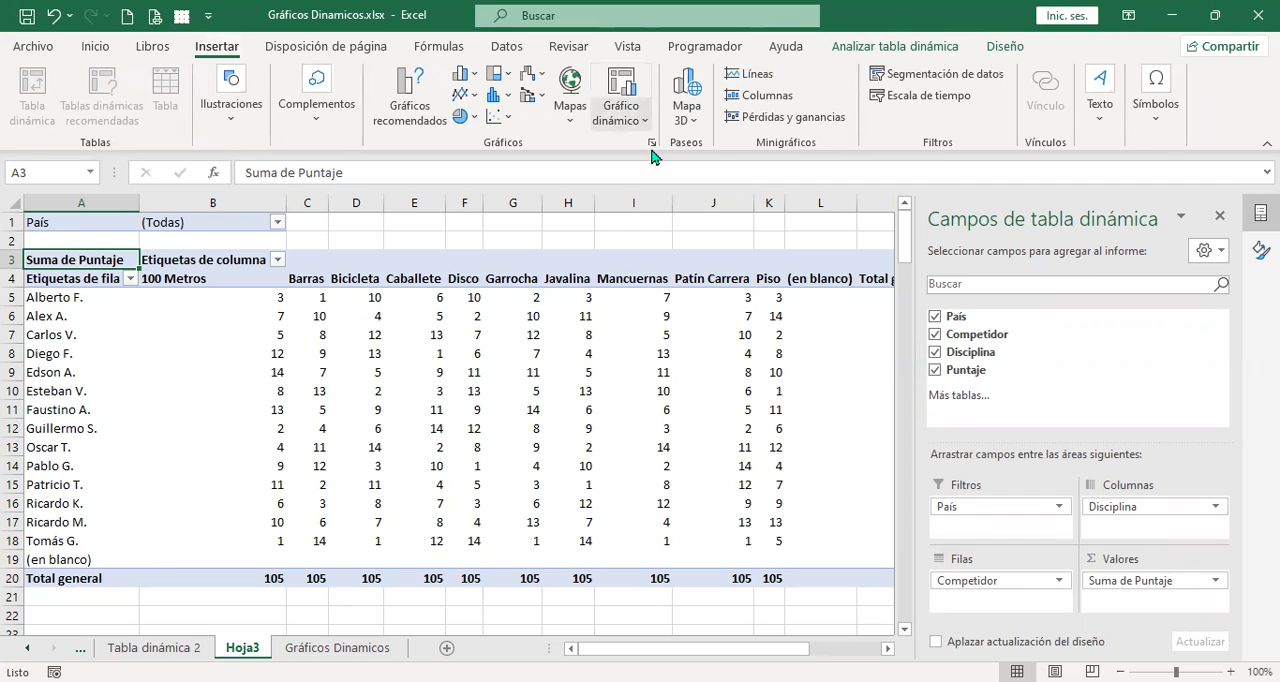 Gráficos Dinamicos.xlsx - Excel
Buscar
Inic. ses.
Archivo Inicio Libros Insertar Disposición de página Fórmulas Datos Revisar Vista Programador Ayuda Analizar tabla dinámica Diseño Compartir
Tabla dinámica
Tablas dinámicas recomendadas
Tabla
Tablas
Ilustraciones
Complementos
Gráficos recomendados
Mapas
Gráfico dinámico
Gráficos
Mapa 3D
Paseos
Líneas
Columnas
Pérdidas y ganancias
Minigráficos
Segmentación de datos
Escala de tiempo
Filtros
Vínculo
Vínculos
Texto
Símbolos
A3 fx Suma de Puntaje
A B C D E F G H I J K L M
1 País (Todas)
2
3 Suma de Puntaje Etiquetas de columna
4 Etiquetas de fila 100 Metros Barras Bicicleta Caballete Disco Garrocha Javalina Mancuernas Patín Carrera Piso (en blanco) Total g
5 Alberto F. 3 1 10 6 10 2 3 7 3 3
6 Alex A. 7 10 4 5 2 10 11 9 7 14
7 Carlos V. 5 8 12 13 7 12 8 5 10 2
8 Diego F. 12 9 13 1 6 7 4 13 4 8
9 Edson A. 14 7 5 9 11 11 5 11 8 10
10 Esteban V. 8 13 2 3 13 5 13 10 6 1
11 Faustino A. 13 5 9 11 9 14 6 6 5 11
12 Guillermo S. 2 4 6 14 12 8 9 3 2 6
13 Oscar T. 4 11 14 2 8 9 2 14 11 12
14 Pablo G. 9 12 3 10 1 4 10 2 14 4
15 Patricio T. 11 2 11 4 5 3 1 8 12 7
16 Ricardo K. 6 3 8 7 3 6 12 12 9 9
17 Ricardo M. 10 6 7 8 4 13 7 4 13 13
18 Tomás G. 1 14 1 12 14 1 14 1 1 5
19 (en blanco)
20 Total general 105 105 105 105 105 105 105 105 105 105
21
22
23
Campos de tabla dinámica
Seleccionar campos para agregar al informe:
Buscar
País
Competidor
Disciplina
Puntaje
Más tablas...
Arrastrar campos entre las áreas siguientes:
Filtros
País
Columnas
Disciplina
Filas
Competidor
Σ Valores
Suma de Puntaje
Aplazar actualización del diseño Actualizar
... Tabla dinámica 2 Hoja3 Gráficos Dinamicos
Listo
100%